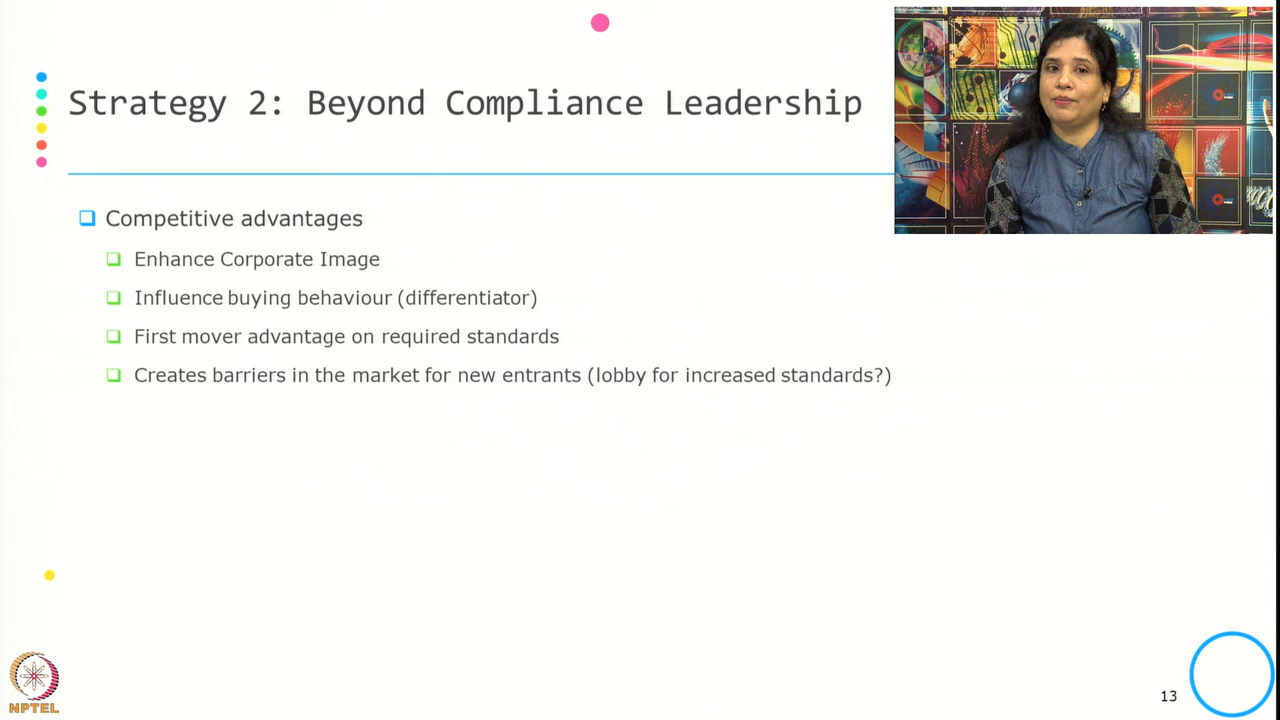 Strategy 2: Beyond Compliance Leadership
Competitive advantages
Enhance Corporate Image
Influence buying behaviour (differentiator)
First mover advantage on required standards
Creates barriers in the market for new entrants (lobby for increased standards?)
NPTEL
13